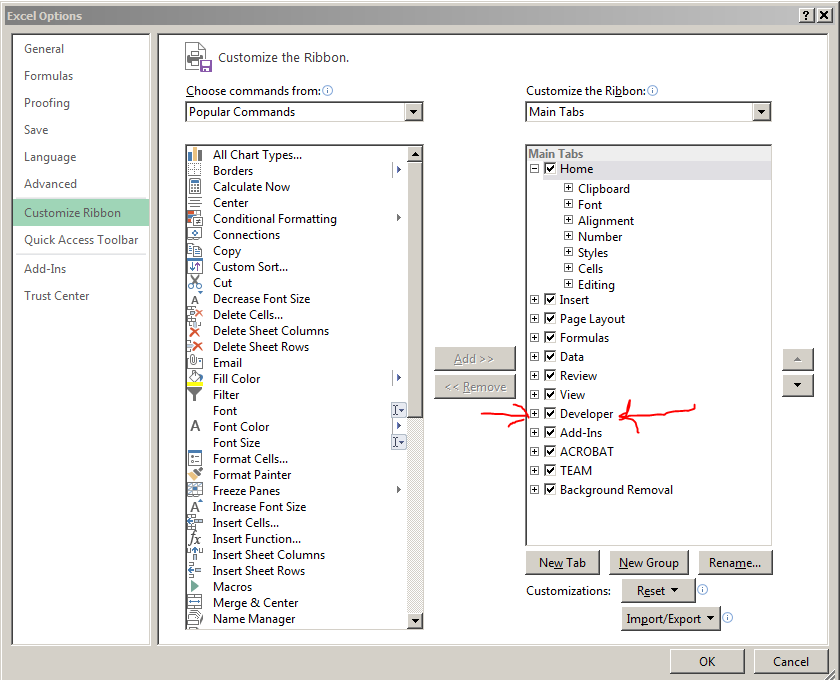 Excel Options
General
Formulas
Proofing
Save
Language
Advanced
Customize Ribbon
Quick Access Toolbar
Add-Ins
Trust Center
Customize the Ribbon.
Choose commands from:
Popular Commands
All Chart Types...
Borders
Calculate Now
Center
Conditional Formatting
Connections
Copy
Custom Sort...
Cut
Decrease Font Size
Delete Cells...
Delete Sheet Columns
Delete Sheet Rows
Email
Fill Color
Filter
Font
Font Color
Font Size
Format Cells...
Format Painter
Freeze Panes
Increase Font Size
Insert Cells...
Insert Function...
Insert Sheet Columns
Insert Sheet Rows
Macros
Merge & Center
Name Manager
Add >>
<< Remove
Customize the Ribbon:
Main Tabs
Main Tabs
Home
Clipboard
Font
Alignment
Number
Styles
Cells
Editing
Insert
Page Layout
Formulas
Data
Review
View
Developer
Add-Ins
ACROBAT
TEAM
Background Removal
New Tab
New Group
Rename...
Customizations:
Reset
Import/Export
OK
Cancel